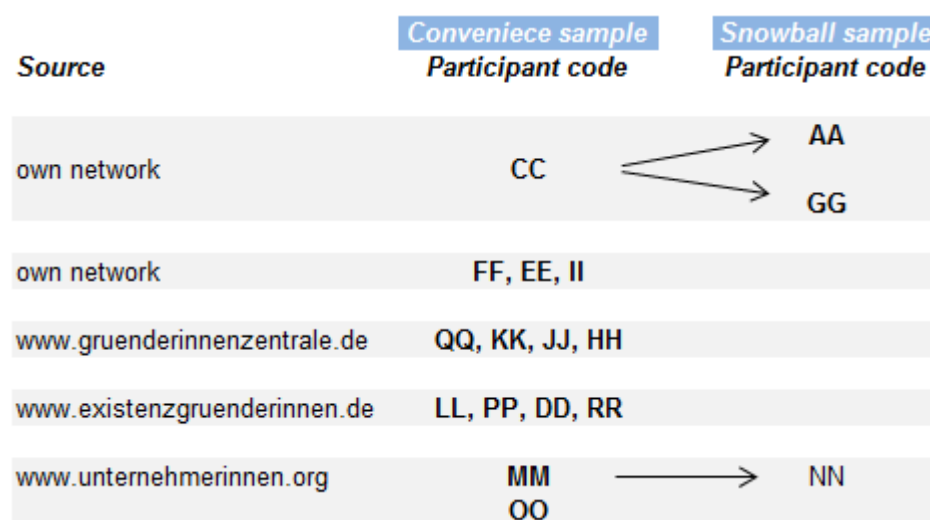 Conveniece sample Snowball sample
Source Participant code Participant code
AA
own network CC
GG
own network FF, EE, II
www.gruenderinnenzentrale.de QQ, KK, JJ, HH
www.existenzgruenderinnen.de LL, PP, DD, RR
www.unternehmerinnen.org MM NN
OO